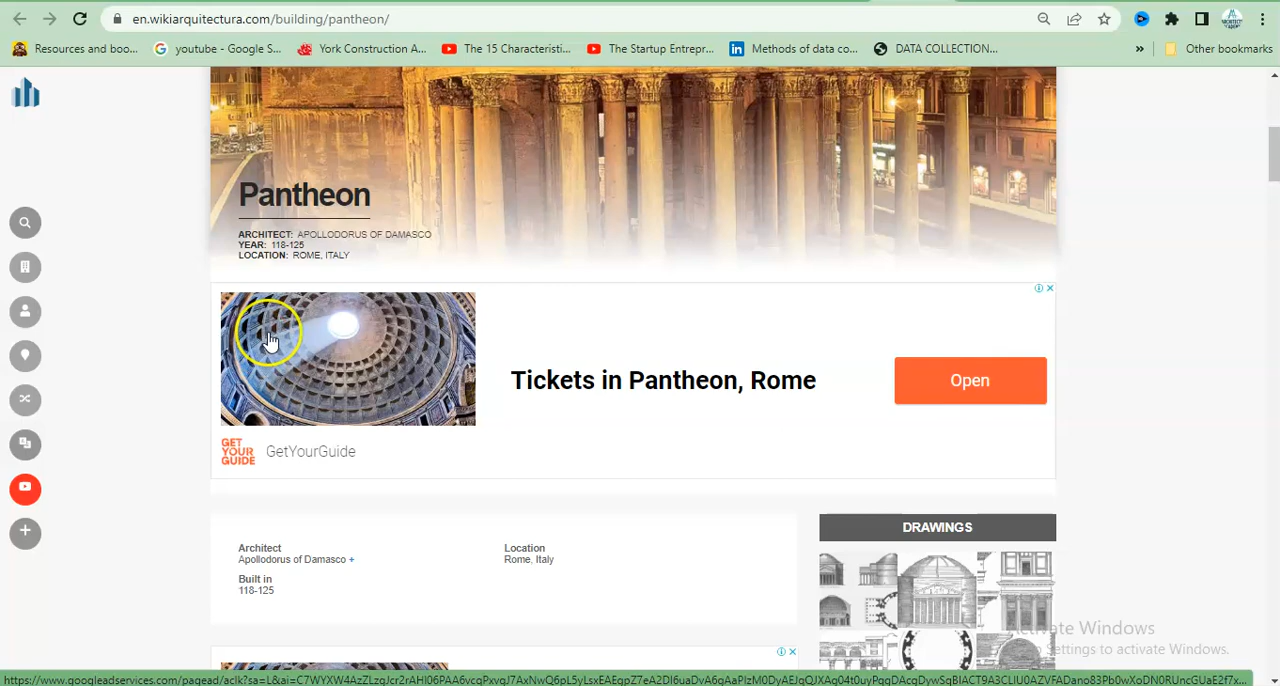 en.wikiarquitectura.com/building/pantheon/
Resources and boo... youtube - Google S... York Construction A... The 15 Characteristi... The Startup Entrepr... Methods of data co... DATA COLLECTION... » Other bookmarks
Pantheon
ARCHITECT: APOLLODORUS OF DAMASCO
YEAR: 118-125
LOCATION: ROME, ITALY
Tickets in Pantheon, Rome
Open
GET
YOUR
GUIDE
GetYourGuide
Architect
Apollodorus of Damasco +
Built in
118-125
Location
Rome, Italy
DRAWINGS
Activate Windows
Settings to activate Windows.